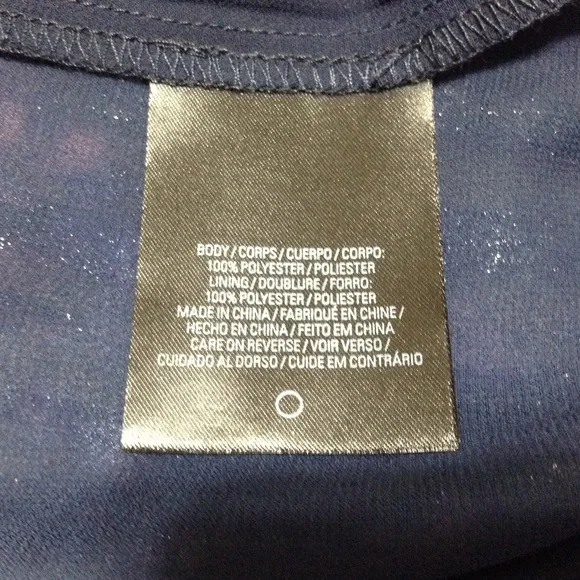 BODY / CORPS / CUERPO / CORPO:
100% POLYESTER / POLIESTER
LINING / DOUBLURE / FORRO:
100% POLYESTER / POLIESTER
MADE IN CHINA / FABRIQUÉ EN CHINE /
HECHO EN CHINA / FEITO EM CHINA
CARE ON REVERSE / VOIR VERSO /
CUIDADO AL DORSO / CUIDE EM CONTRÁRIO